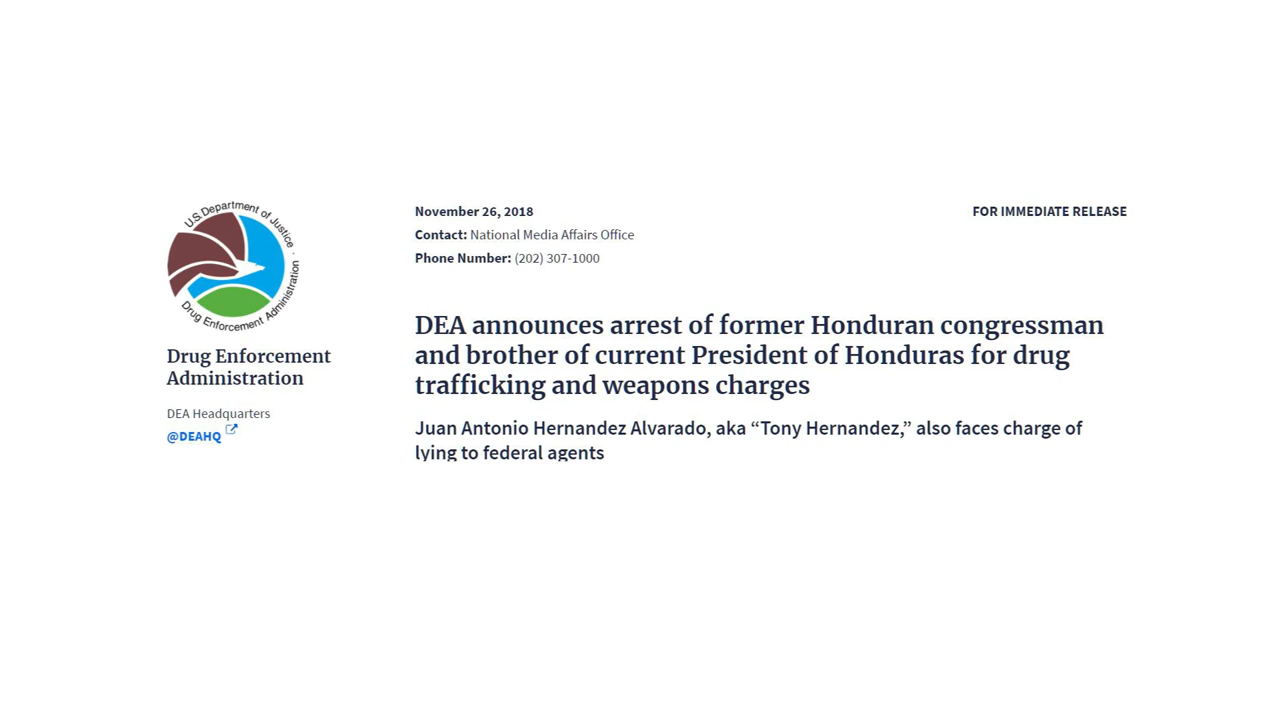 U.S. Department of Justice · Drug Enforcement Administration
Drug Enforcement
Administration
DEA Headquarters
@DEAHQ
November 26, 2018
FOR IMMEDIATE RELEASE
Contact: National Media Affairs Office
Phone Number: (202) 307-1000
DEA announces arrest of former Honduran congressman
and brother of current President of Honduras for drug
trafficking and weapons charges
Juan Antonio Hernandez Alvarado, aka “Tony Hernandez,” also faces charge of
lying to federal agents